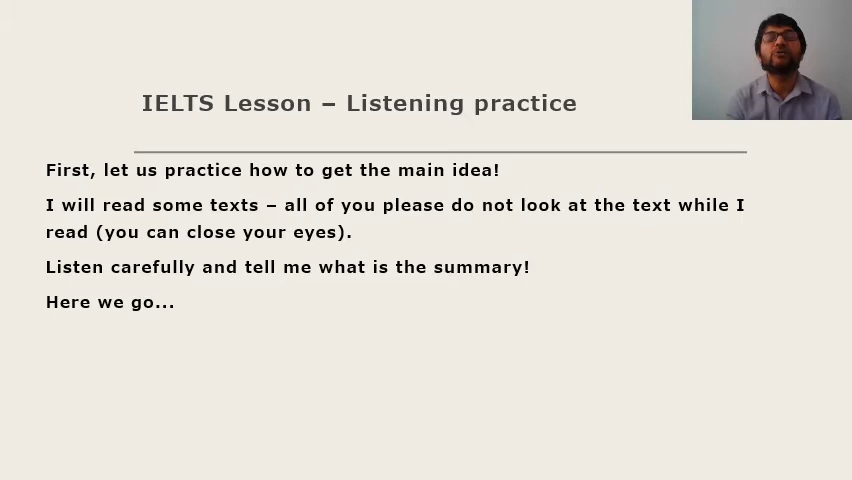 IELTS Lesson – Listening practice
First, let us practice how to get the main idea!
I will read some texts – all of you please do not look at the text while I
read (you can close your eyes).
Listen carefully and tell me what is the summary!
Here we go...